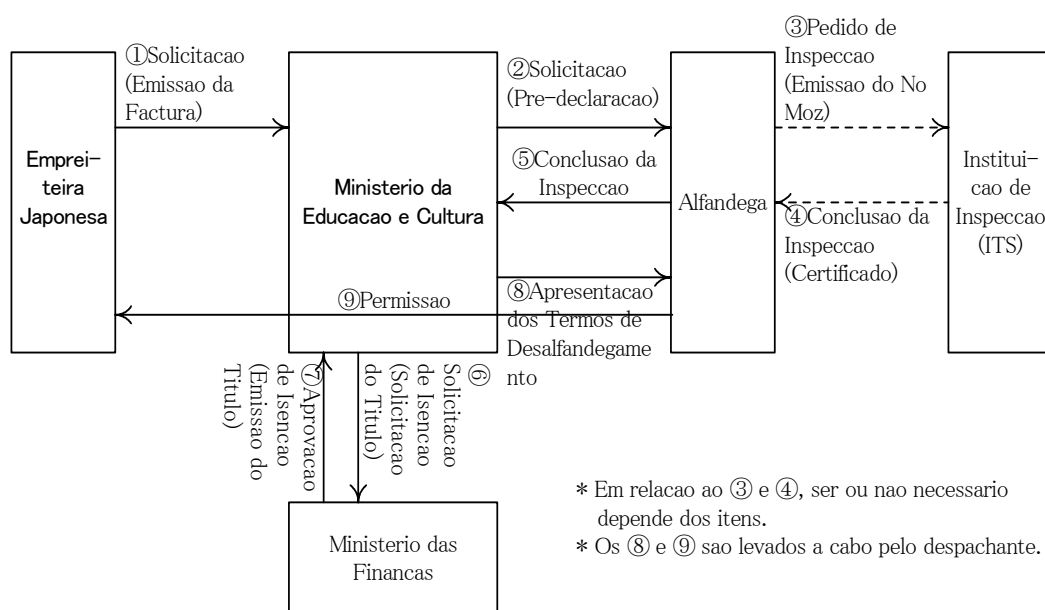 ①Solicitacao
(Emissao da
Factura)
②Solicitacao
(Pre-declaracao)
③Pedido de
Inspeccao
(Emissao do No
Moz)
Emprei-
teira
Japonesa
Ministerio da
Educacao e Cultura
⑤Conclusao da
Inspeccao
Alfandega
④Conclusao da
Inspeccao
(Certificado)
Institui-
cao de
Inspeccao
(ITS)
⑨Permissao
⑧Apresentacao
dos Termos de
Desalfandegame
nto
⑦Aprovacao
de Isencao
(Emissao do
Titulo)
⑥
Solicitacao
de Isencao
(Solicitacao
do Titulo)
Ministerio das
Financas
* Em relacao ao ③ e ④, ser ou nao necessario
depende dos itens.
* Os ⑧ e ⑨ sao levados a cabo pelo despachante.